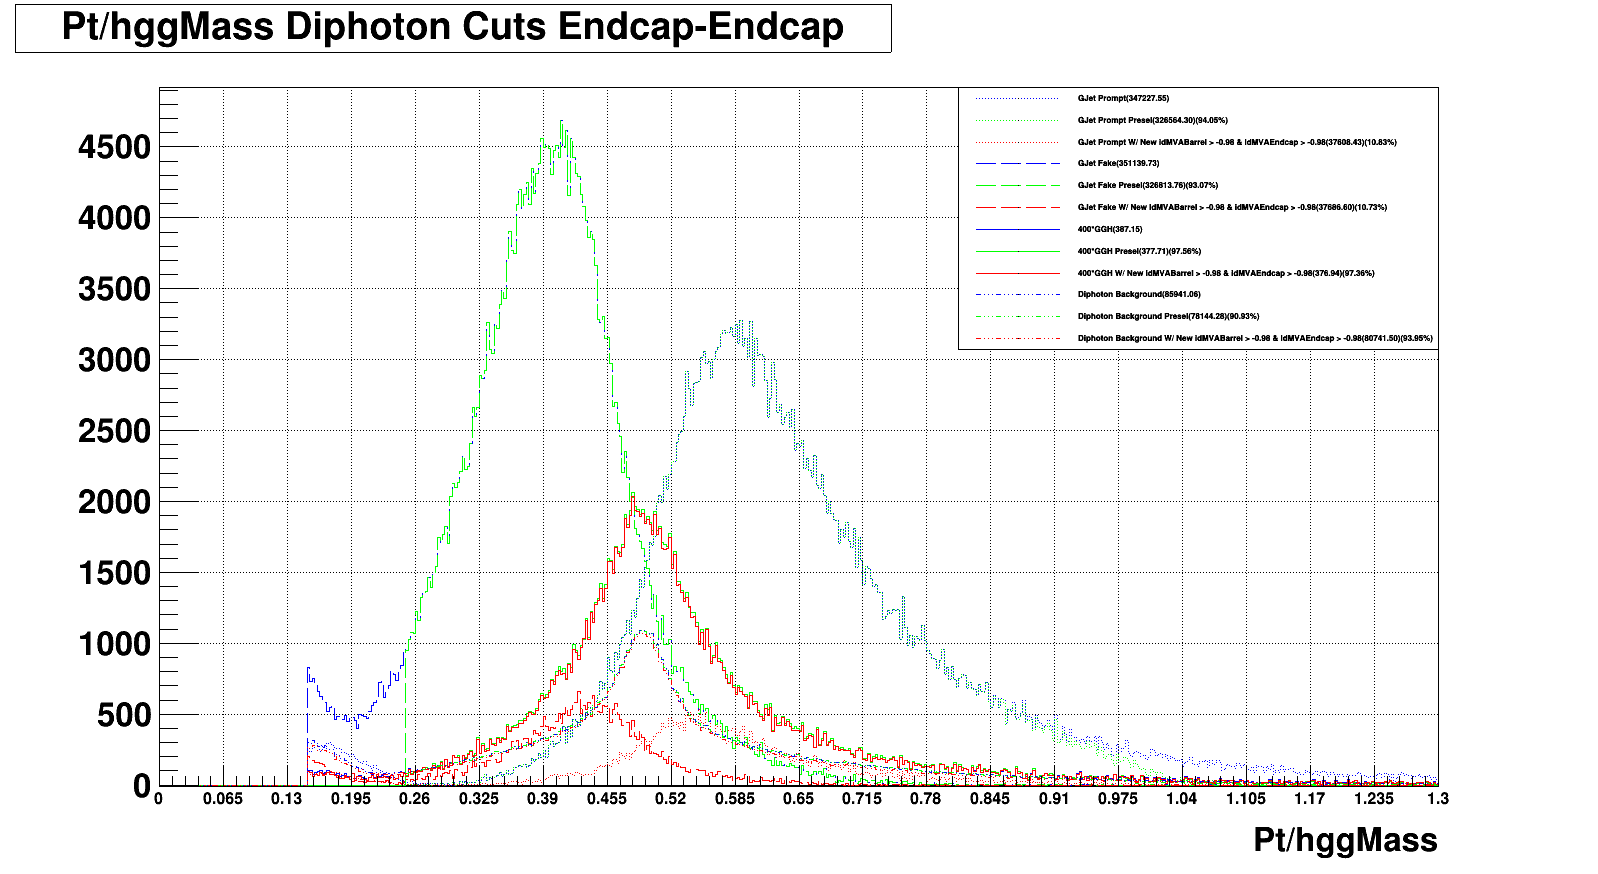 Pt/hggMass Diphoton Cuts Endcap-Endcap
GJet Prompt(347227.55)
GJet Prompt Presel(326564.30)(94.05%)
GJet Prompt W/ New IdMVABarrel > -0.98 & IdMVAEndcap > -0.98(37608.43)(10.83%)
GJet Fake(351139.73)
GJet Fake Presel(326813.76)(93.07%)
GJet Fake W/ New IdMVABarrel > -0.98 & IdMVAEndcap > -0.98(37686.60)(10.73%)
400*GGH(387.15)
400*GGH Presel(377.71)(97.56%)
400*GGH W/ New IdMVABarrel > -0.98 & IdMVAEndcap > -0.98(376.94)(97.36%)
Diphoton Background(85941.06)
Diphoton Background Presel(78144.28)(90.93%)
Diphoton Background W/ New IdMVABarrel > -0.98 & IdMVAEndcap > -0.98(80741.50)(93.95%)
4500
4000
3500
3000
2500
2000
1500
1000
500
0
0 0.065 0.13 0.195 0.26 0.325 0.39 0.455 0.52 0.585 0.65 0.715 0.78 0.845 0.91 0.975 1.04 1.105 1.17 1.235 1.3
Pt/hggMass